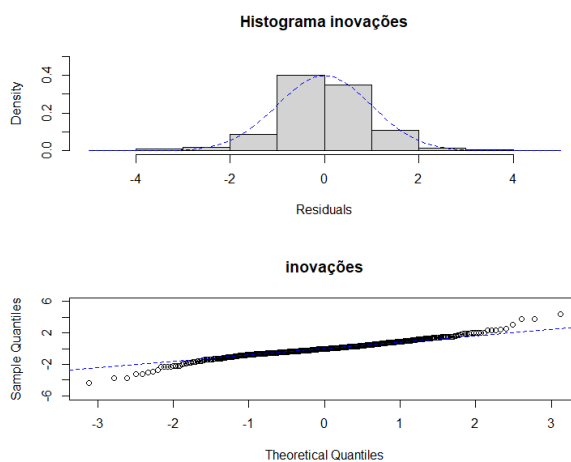 Histograma inovações
Density
0.0 0.2 0.4
-4 -2 0 2 4
Residuals
inovações
Sample Quantiles
-6 -2 2 6
-3 -2 -1 0 1 2 3
Theoretical Quantiles